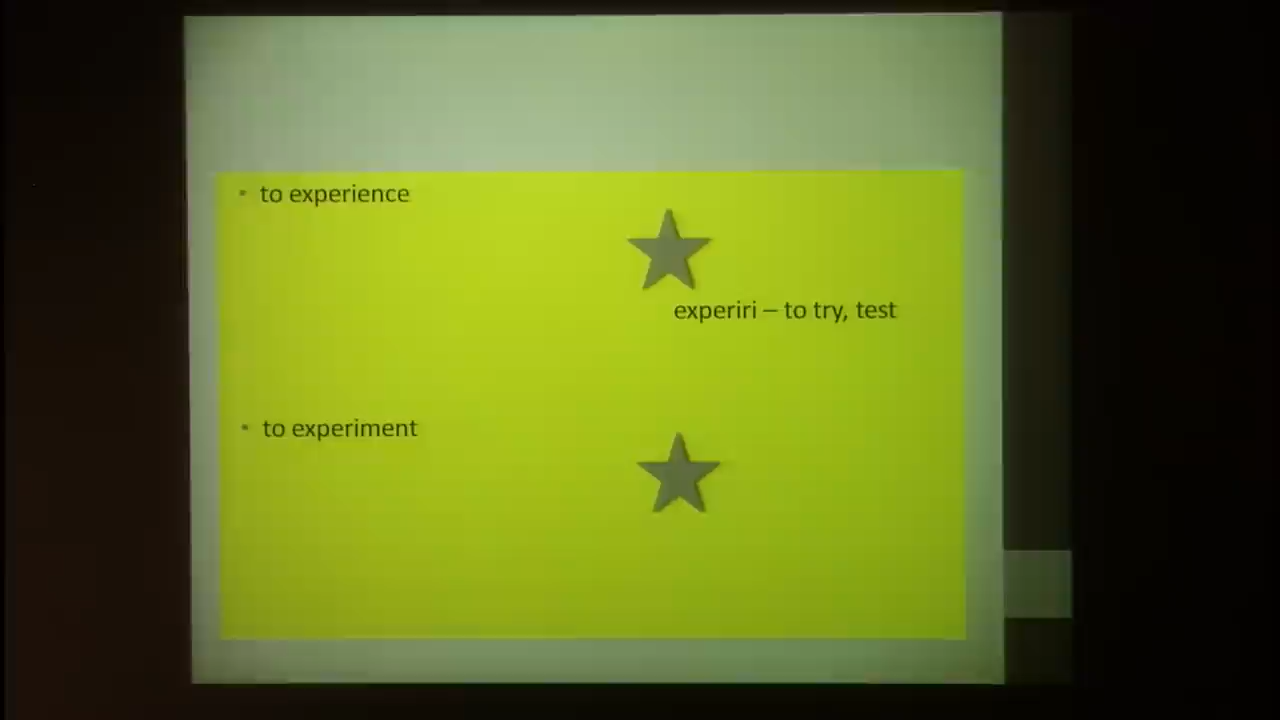 • to experience
experiri – to try, test
• to experiment